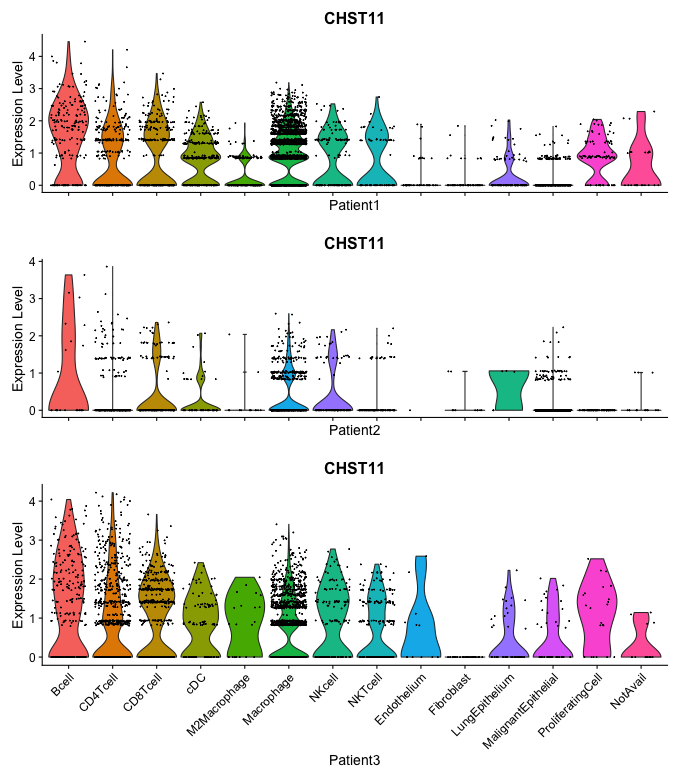 CHST11
Expression Level
4
3
2
1
0
Patient1
CHST11
Expression Level
4
3
2
1
0
Patient2
CHST11
Expression Level
4
3
2
1
0
Bcell
CD4Tcell
CD8Tcell
cDC
M2Macrophage
Macrophage
NKcell
NKTcell
Endothelium
Fibroblast
LungEpithelium
MalignantEpithelial
ProliferatingCell
NotAvail
Patient3